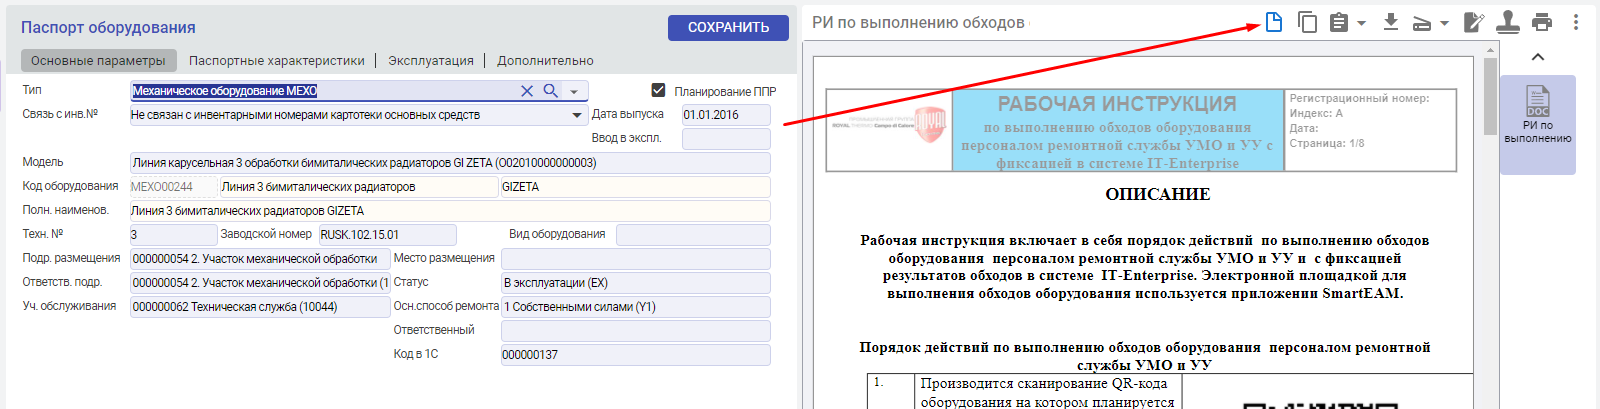 Паспорт оборудования
СОХРАНИТЬ
Основные параметры
Паспортные характеристики
Эксплуатация
Дополнительно
Тип
Механическое оборудование MEXO
Планирование ППР
Связь с инв.№
Не связан с инвентарными номерами картотеки основных средств
Дата выпуска
01.01.2016
Ввод в экспл.
Модель
Линия карусельная 3 обработки бимиталических радиаторов GI ZETA (О02010000000003)
Код оборудования
MEXO00244
Линия 3 бимиталических радиаторов
GIZETA
Полн. наименов.
Линия 3 бимиталических радиаторов GIZETA
Техн. №
3
Заводской номер
RUSK.102.15.01
Вид оборудования
Подр. размещения
000000054 2. Участок механической обработки
Место размещения
Ответств. подр.
000000054 2. Участок механической обработки (1
Статус
В эксплуатации (EX)
Уч. обслуживания
000000062 Техническая служба (10044)
Осн.способ ремонта
1 Собственными силами (Y1)
Ответственный
Код в 1С
000000137
РИ по выполнению обходов
РАБОЧАЯ ИНСТРУКЦИЯ
по выполнению обходов оборудования
персоналом ремонтной службы УМО и УУ с
фиксацией в системе IT-Enterprise
Регистрационный номер:
Индекс: А
Дата:
Страница: 1/8
ОПИСАНИЕ
Рабочая инструкция включает в себя порядок действий по выполнению обходов
оборудования персоналом ремонтной службы УМО и УУ и с фиксацией
результатов обходов в системе IT-Enterprise. Электронной площадкой для
выполнения обходов оборудования используется приложении SmartEAM.
Порядок действий по выполнению обходов оборудования персоналом ремонтной
службы УМО и УУ
1.
Производится сканирование QR-кода
оборудования на котором планируется
DOC
РИ по
выполнению